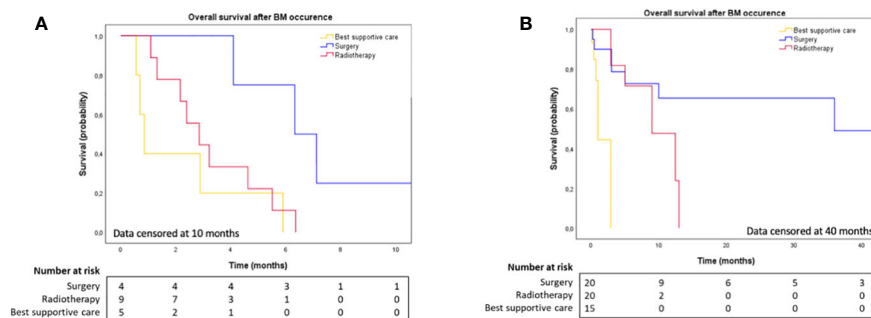 A
Overall survival after BM occurence
Best supportive care
Surgery
Radiotherapy
Survival (probability)
1,0
0,8
0,6
0,4
0,2
0,0
Data censored at 10 months
0 2 4 6 8 10
Time (months)
Number at risk
Surgery 4 4 4 3 1 1
Radiotherapy 9 7 3 1 0 0
Best supportive care 5 2 1 0 0 0
B
Overall survival after BM occurence
Best supportive care
Surgery
Radiotherapy
Survival (probability)
1,0
0,8
0,6
0,4
0,2
0,0
Data censored at 40 months
0 10 20 30 40
Time (months)
Number at risk
Surgery 20 9 6 5 3
Radiotherapy 20 2 0 0 0
Best supportive care 15 0 0 0 0